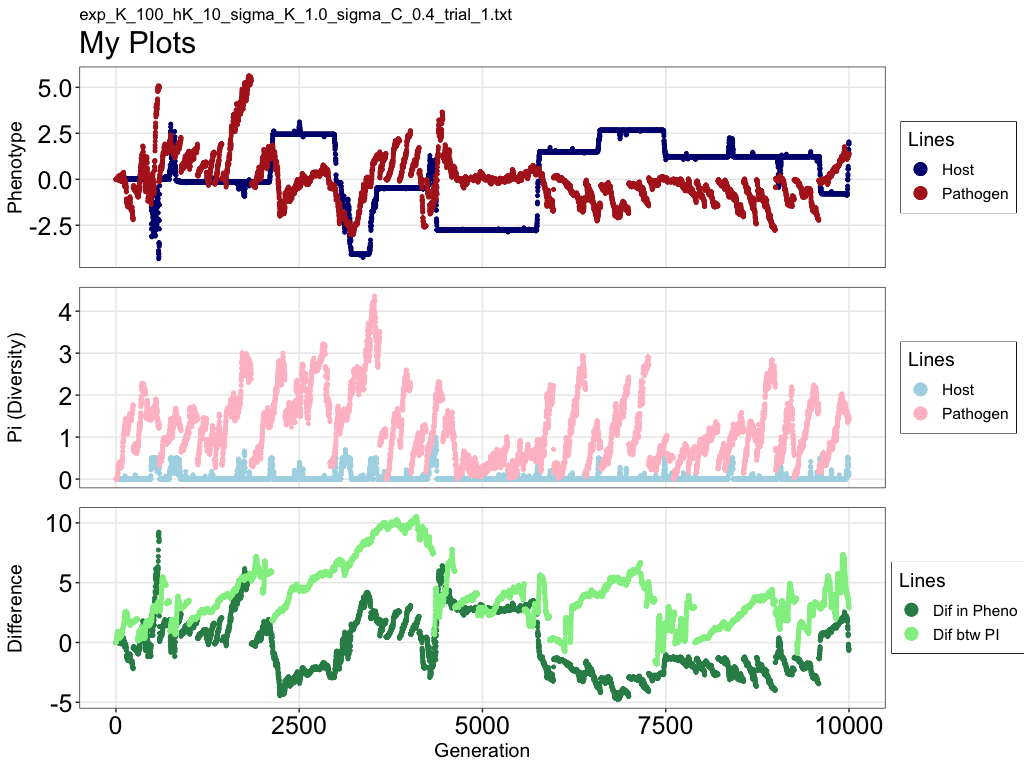 exp_K_100_hK_10_sigma_K_1.0_sigma_C_0.4_trial_1.txt
My Plots
Phenotype
5.0
2.5
0.0
-2.5
Lines
Host
Pathogen
Pi (Diversity)
4
3
2
1
0
Lines
Host
Pathogen
Difference
10
5
0
-5
Lines
Dif in Pheno
Dif btw PI
0 2500 5000 7500 10000
Generation